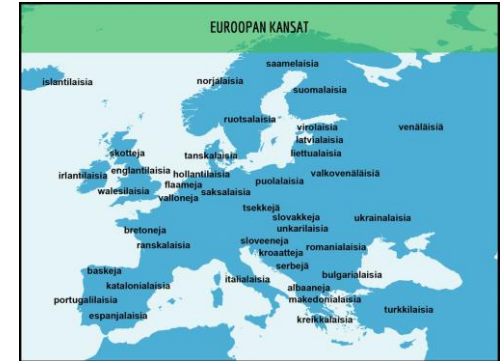 EUROOPAN KANSAT
saamelaisia
islantilaisia
norjalaisia
suomalaisia
ruotsalaisia
virolaisia
venäläisiä
latvialaisia
liettualaisia
skotteja
tanskalaisia
englantilaisia
hollantilaisia
irlantilaisia
flaameja
puolalaisia
valkovenäläisiä
walesilaisia
saksalaisia
valloneja
tsekkejä
slovakkeja
ukrainalaisia
bretoneja
unkarilaisia
ranskalaisia
sloveeneja
romanialaisia
kroaatteja
serbejä
baskeja
bulgarialaisia
katalonialaisia
italialaisia
albaaneja
portugalilaisia
makedonialaisia
espanjalaisia
kreikkalaisia
turkkilaisia